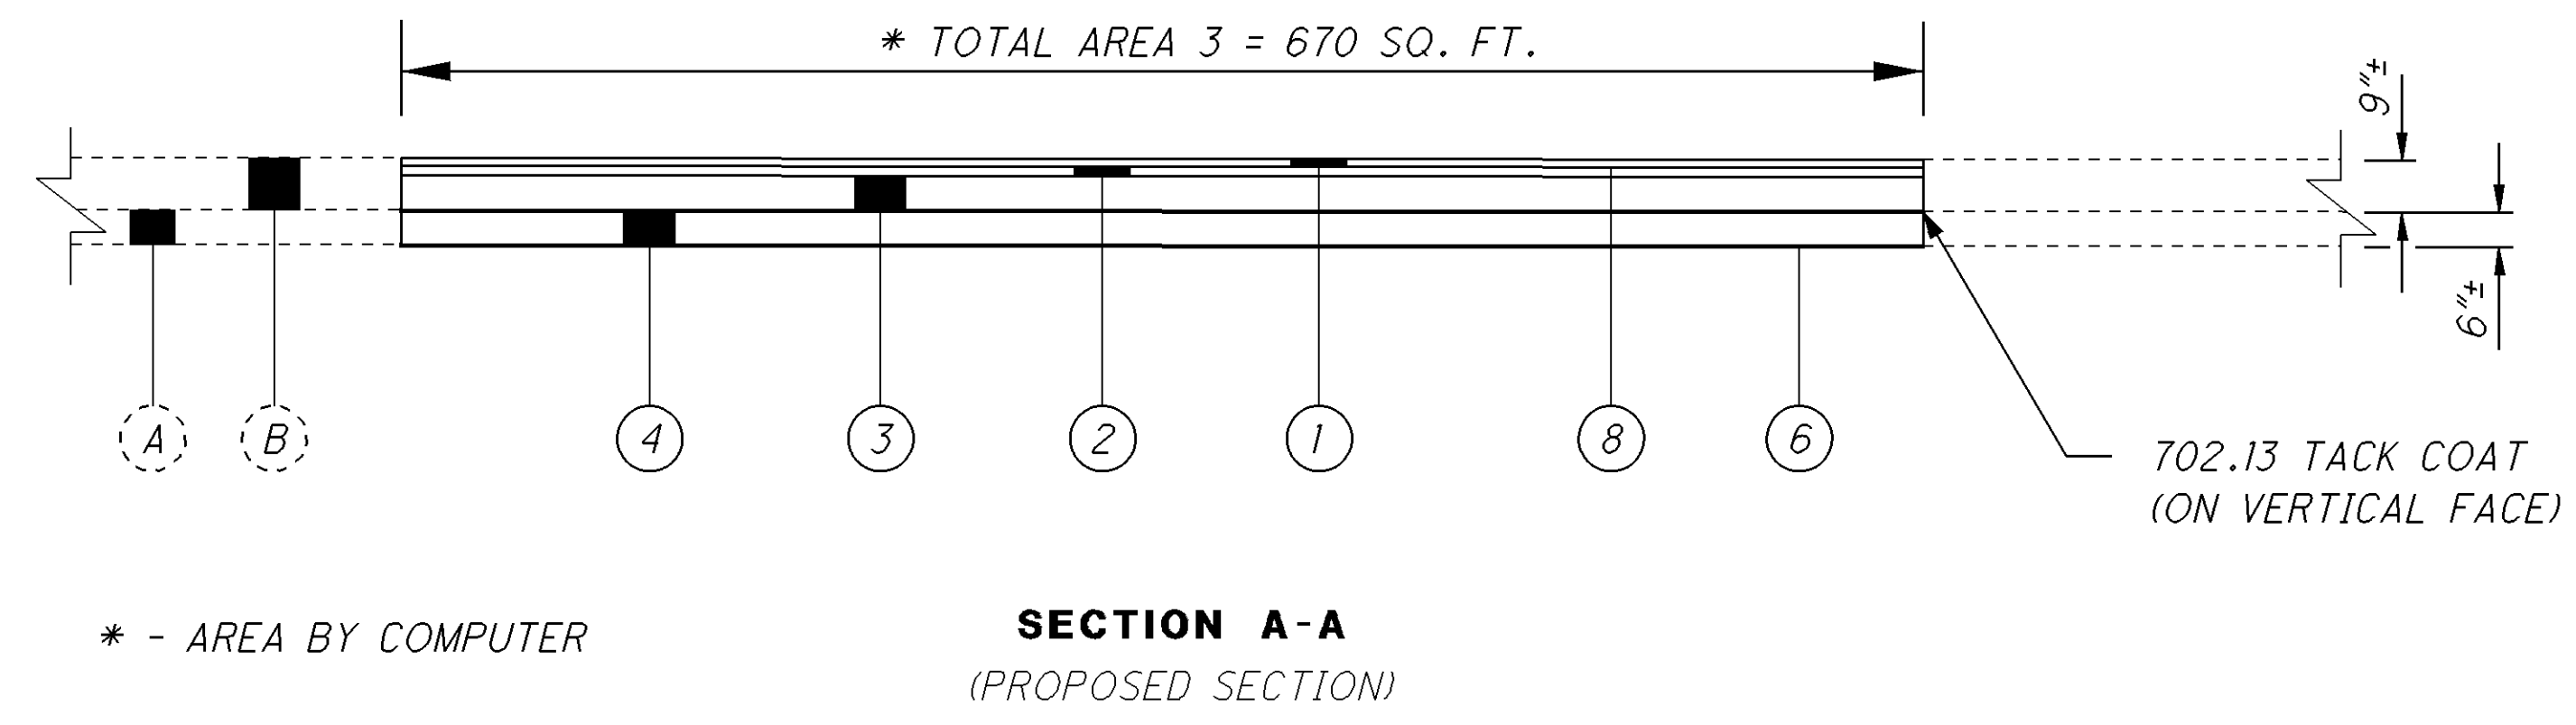 * TOTAL AREA 3 = 670 SQ. FT.
9"±
6"±
A
B
4
3
2
1
8
6
702.13 TACK COAT
(ON VERTICAL FACE)
* - AREA BY COMPUTER
SECTION A-A
(PROPOSED SECTION)